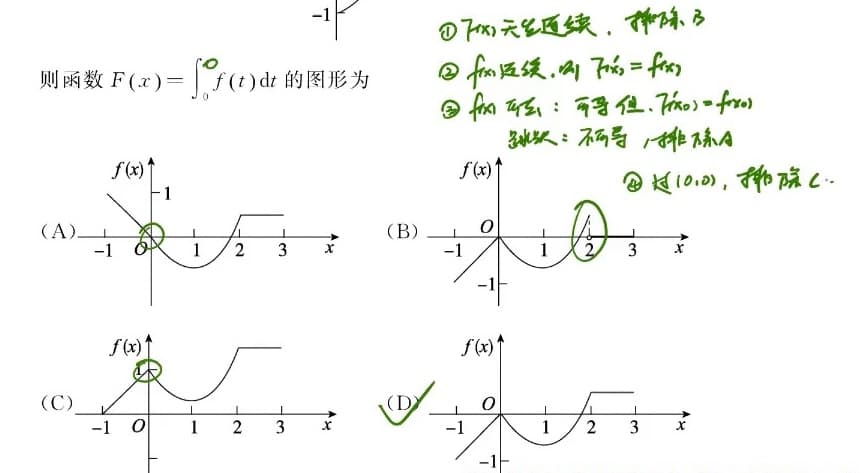 -1
① F(x)天生连续，排除B
则函数 F(x)=∫₀ˣ f(t)dt 的图形为
② f(x)连续，则 F'(x)=f(x)
③ f(x) 可去：可导但 F'(x₀)≠f(x₀)
跳跃：不可导，排除A
④ 过(0,0)，排除C..
(A) f(x) 1 -1 O 1 2 3 x
(B) f(x) O -1 1 2 3 x -1
(C) f(x) 1 -1 O 1 2 3 x
(D) f(x) O -1 1 2 3 x -1